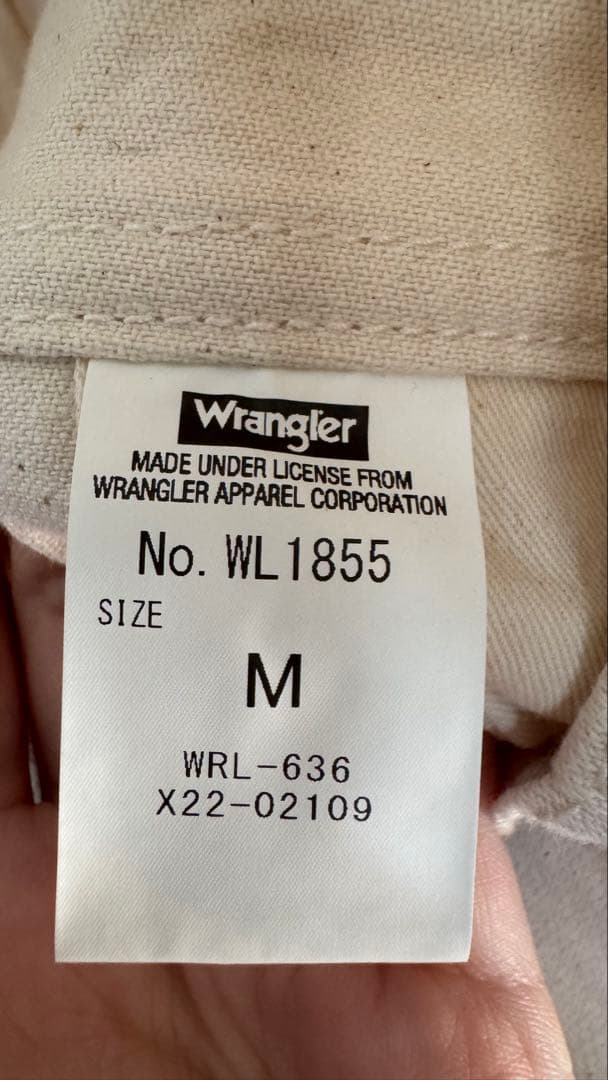 Wrangler
MADE UNDER LICENSE FROM
WRANGLER APPAREL CORPORATION
No. WL1855
SIZE
M
WRL-636
X22-02109